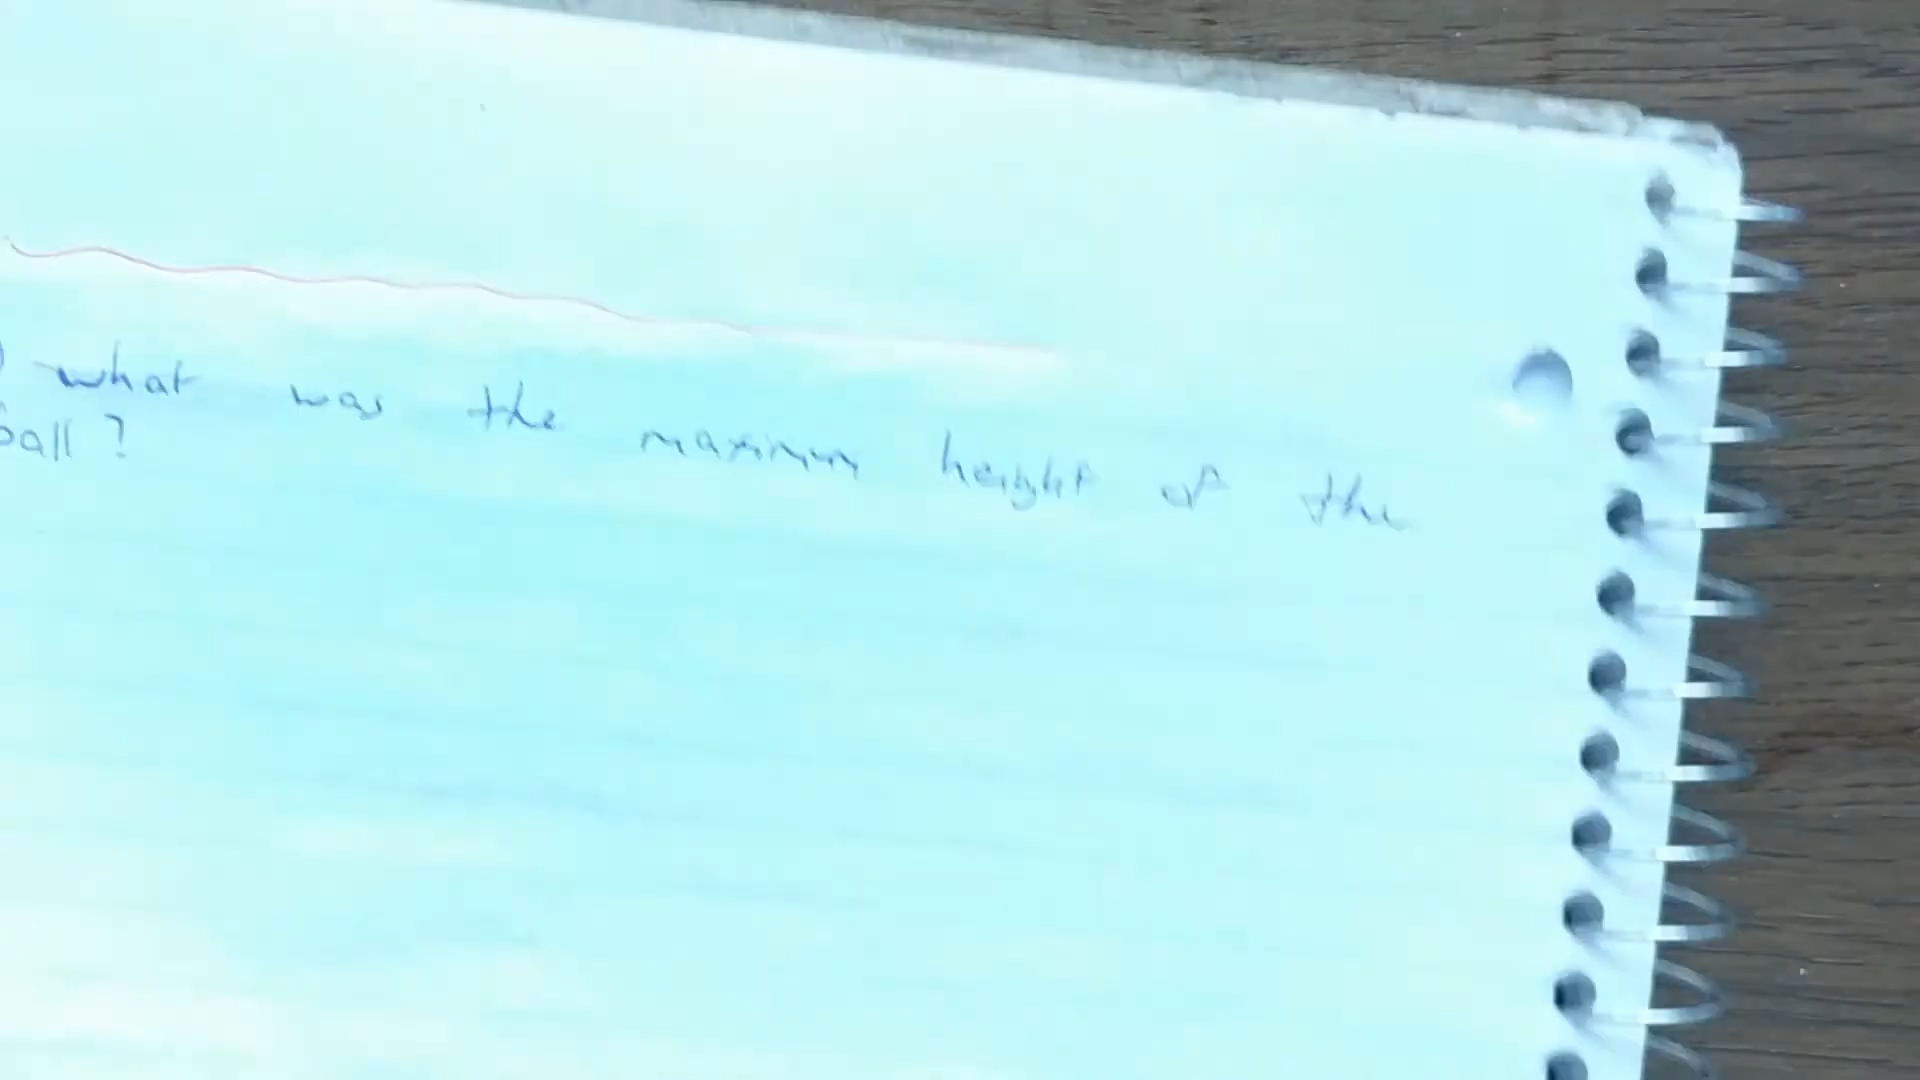 ) what was the maximum height of the
ball?